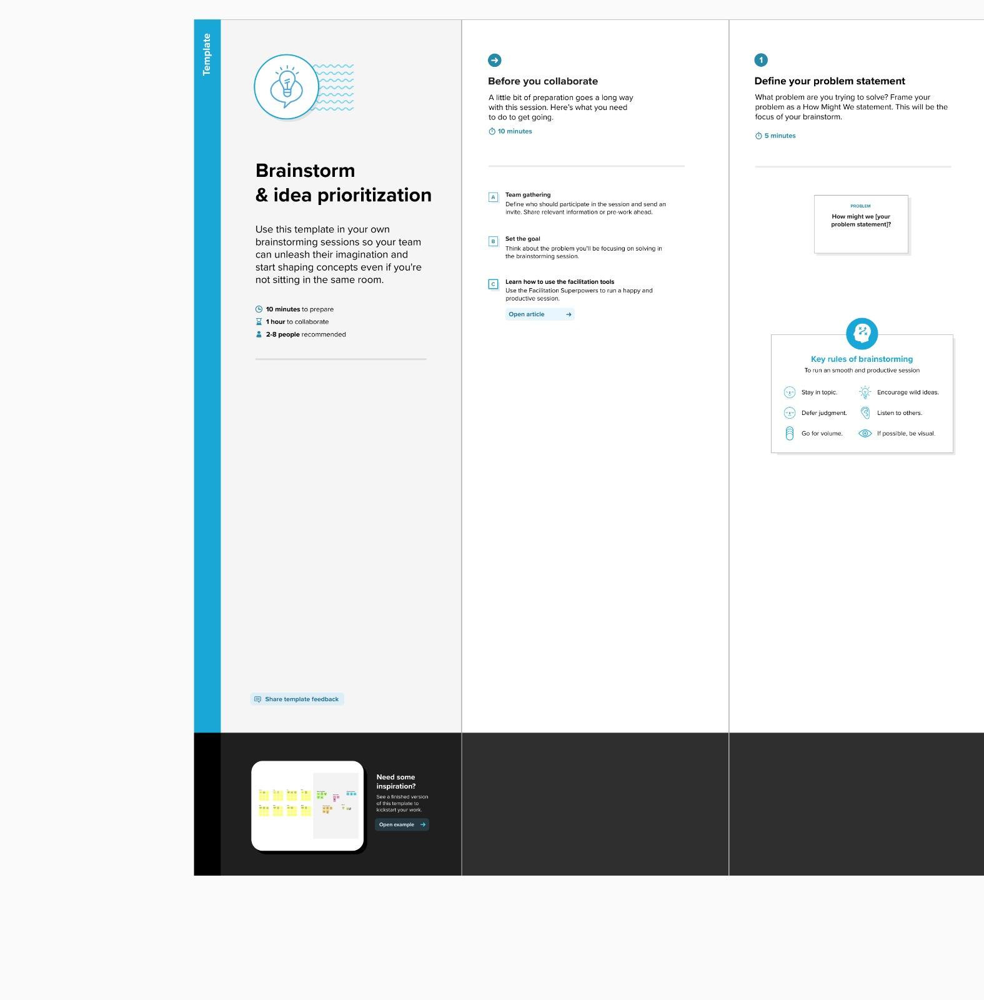 Template
Brainstorm
& idea prioritization
Use this template in your own
brainstorming sessions so your team
can unleash their imagination and
start shaping concepts even if you're
not sitting in the same room.
10 minutes to prepare
1 hour to collaborate
2-8 people recommended
Share template feedback
Need some
inspiration?
See a finished version
of this template to
kickstart your work.
Open example
Before you collaborate
A little bit of preparation goes a long way
with this session. Here's what you need
to do to get going.
10 minutes
A
Team gathering
Define who should participate in the session and send an
invite. Share relevant information or pre-work ahead.
B
Set the goal
Think about the problem you'll be focusing on solving in
the brainstorming session.
C
Learn how to use the facilitation tools
Use the Facilitation Superpowers to run a happy and
productive session.
Open article
1
Define your problem statement
What problem are you trying to solve? Frame your
problem as a How Might We statement. This will be the
focus of your brainstorm.
5 minutes
PROBLEM
How might we [your
problem statement]?
Key rules of brainstorming
To run an smooth and productive session
Stay in topic.
Encourage wild ideas.
Defer judgment.
Listen to others.
Go for volume.
If possible, be visual.